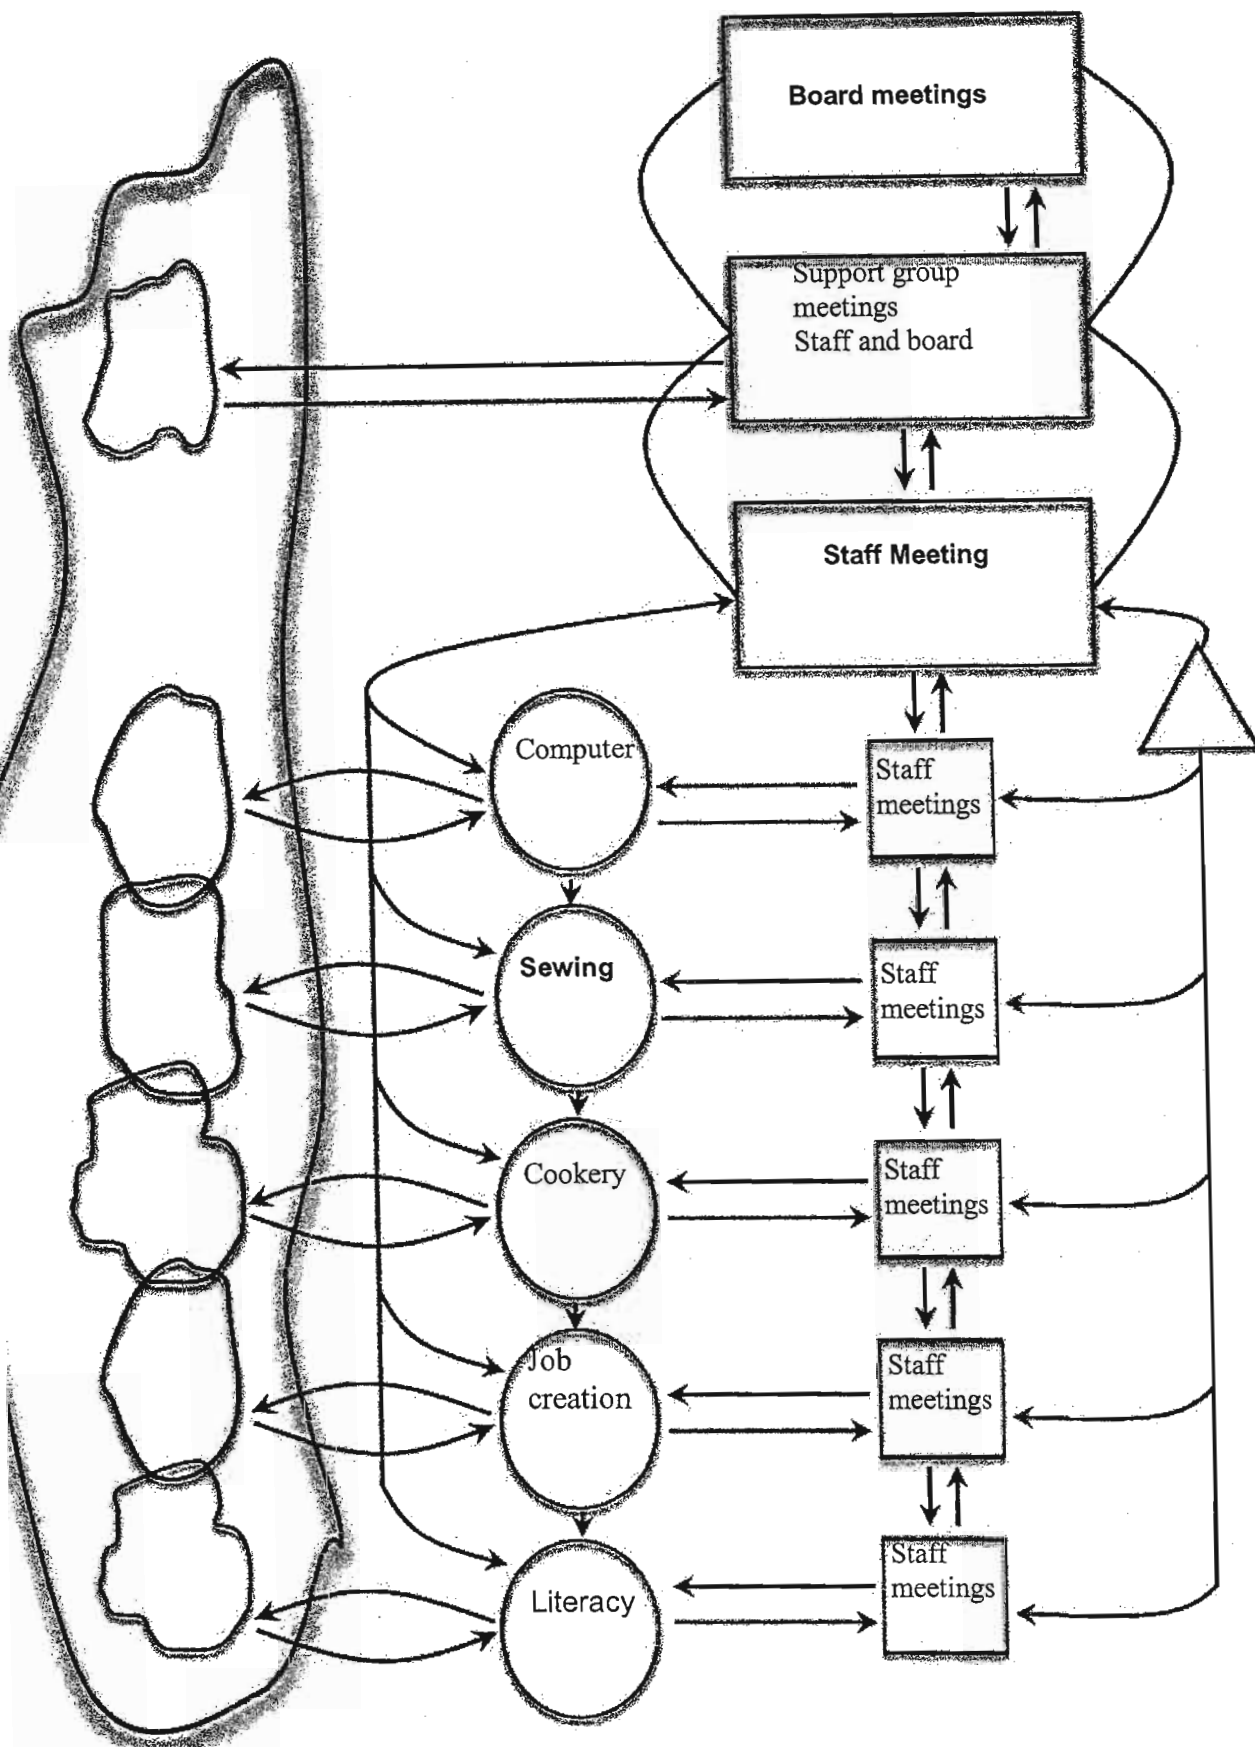 Board meetings
Support group
meetings
Staff and board
Staff Meeting
Computer
Staff
meetings
Sewing
Staff
meetings
Cookery
Staff
meetings
Job
creation
Staff
meetings
Literacy
Staff
meetings